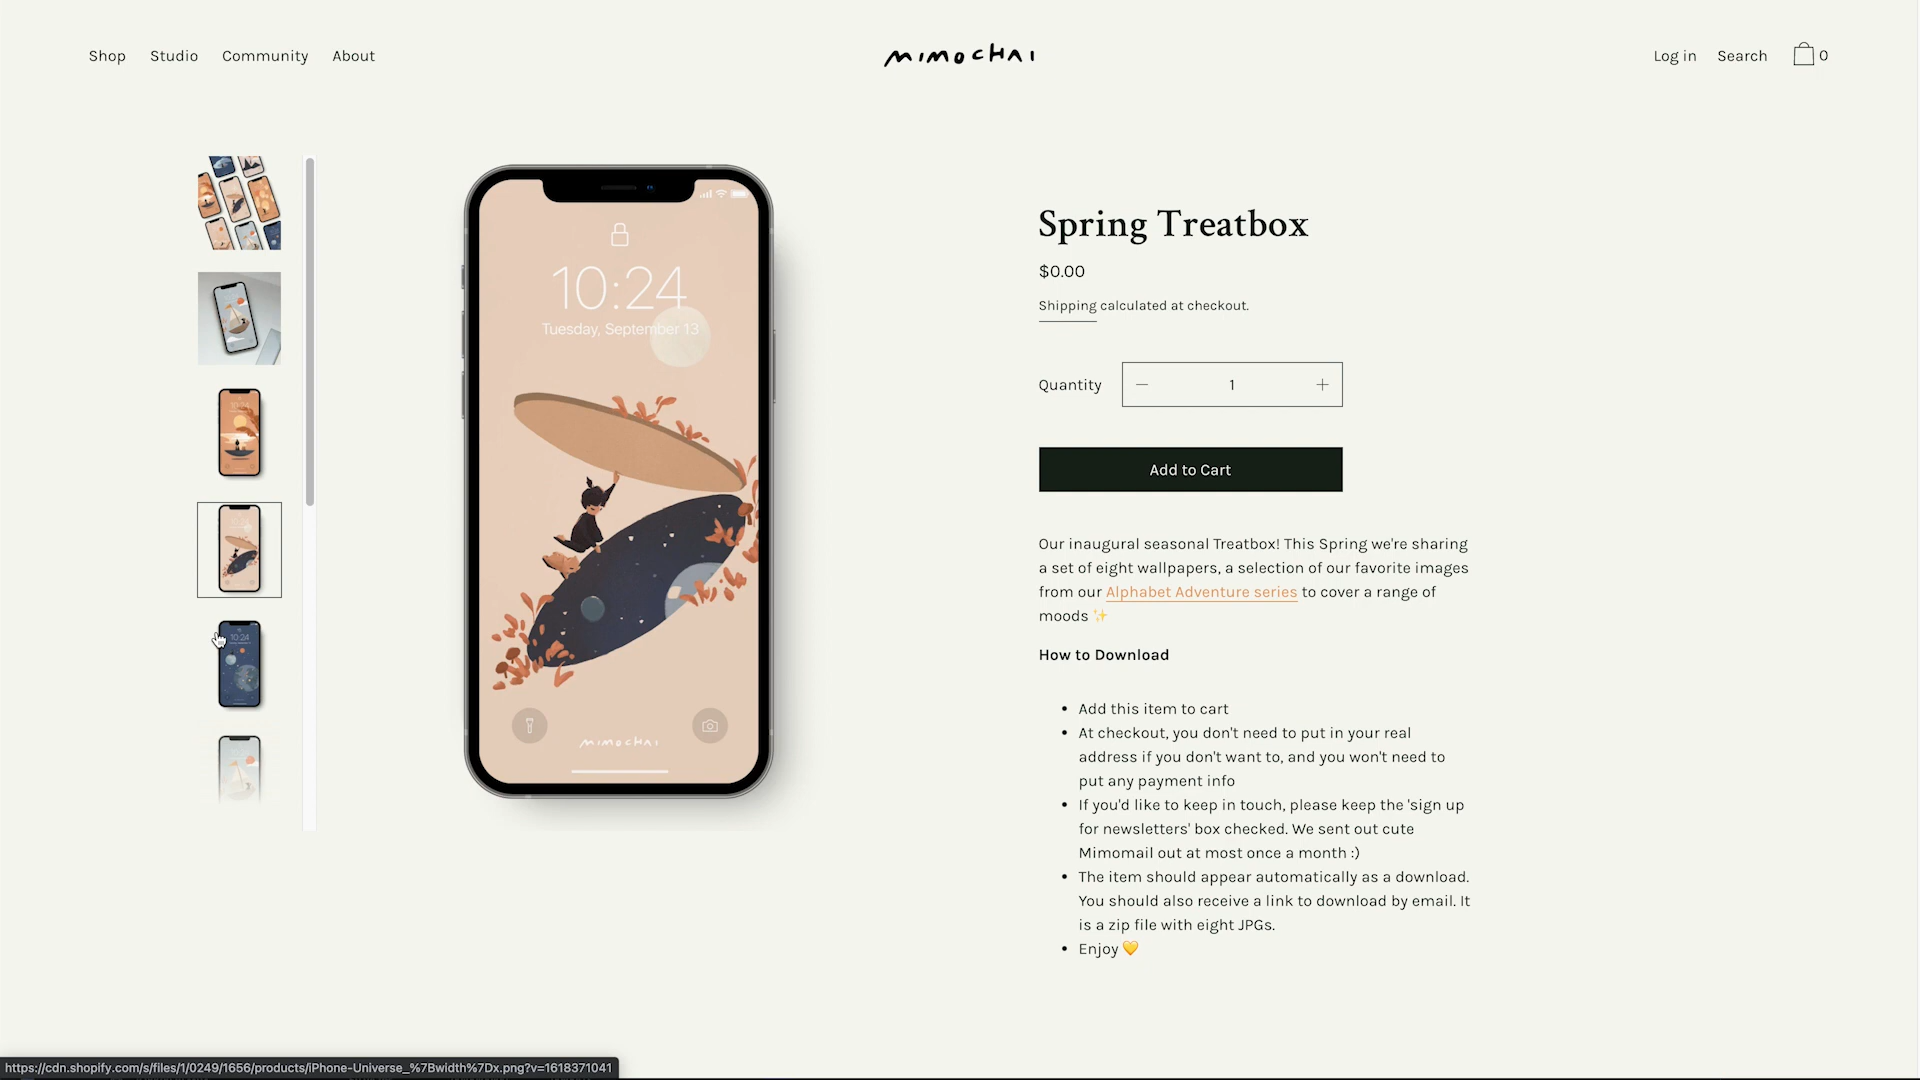 Shop Studio Community About
mimochai
Log in Search 0
10:24
Tuesday, September 13
mimochai
10:24
Spring Treatbox
$0.00
Shipping calculated at checkout.
Quantity
1
Add to Cart
Our inaugural seasonal Treatbox! This Spring we're sharing
a set of eight wallpapers, a selection of our favorite images
from our Alphabet Adventure series to cover a range of
moods ✨
How to Download
• Add this item to cart
• At checkout, you don't need to put in your real
address if you don't want to, and you won't need to
put any payment info
• If you'd like to keep in touch, please keep the 'sign up
for newsletters' box checked. We sent out cute
Mimomail out at most once a month :)
• The item should appear automatically as a download.
You should also receive a link to download by email. It
is a zip file with eight JPGs.
• Enjoy 💛
https://cdn.shopify.com/s/files/1/0249/1656/products/iPhone-Universe_%7Bwidth%7Dx.png?v=1618371041